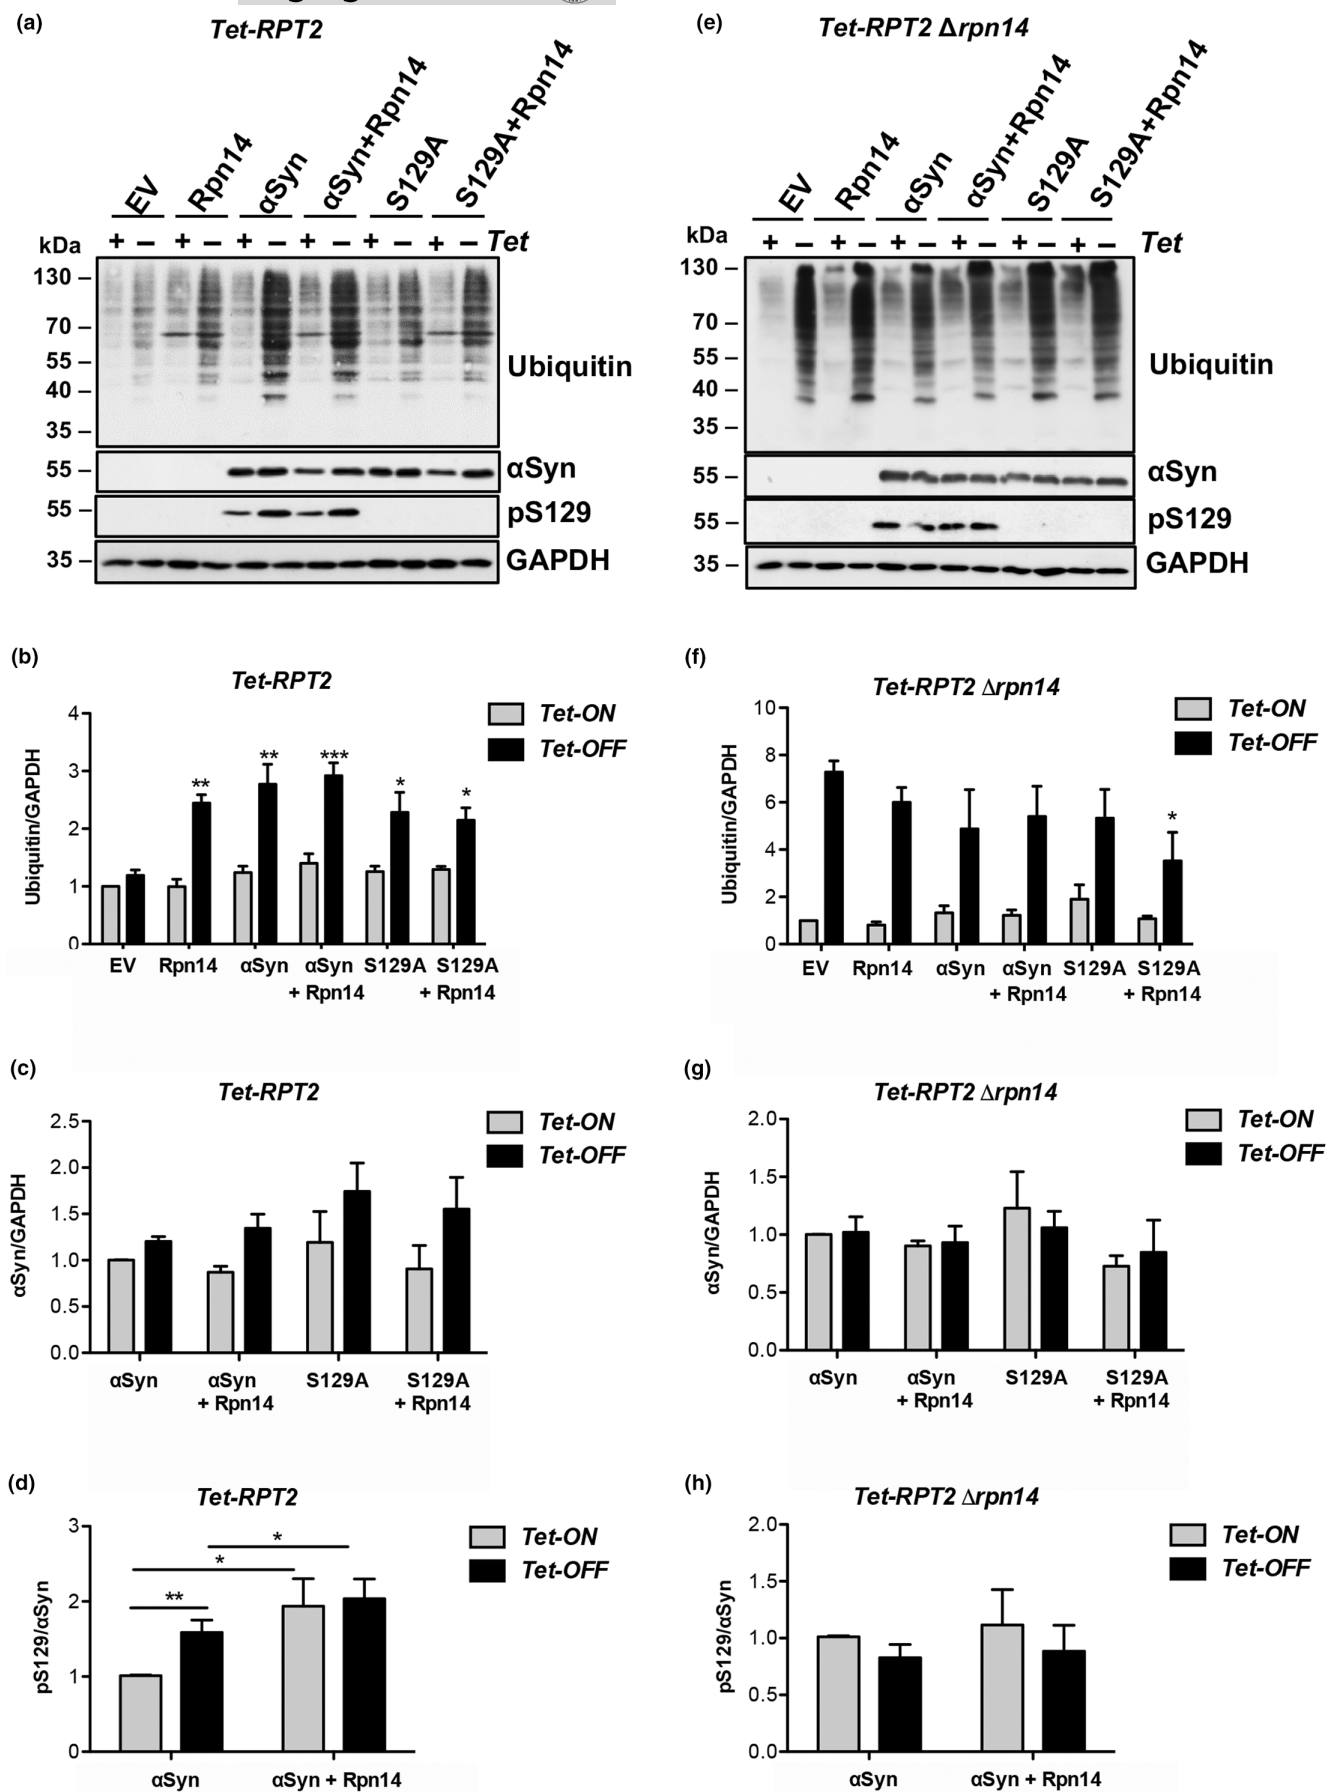 (a)
Tet-RPT2
EV
Rpn14
αSyn
αSyn+Rpn14
S129A
S129A+Rpn14
kDa
+ – + – + – + – + – + – Tet
130
70
55
40
35
Ubiquitin
55
αSyn
55
pS129
35
GAPDH
(e)
Tet-RPT2 Δrpn14
EV
Rpn14
αSyn
αSyn+Rpn14
S129A
S129A+Rpn14
kDa
+ – + – + – + – + – + – Tet
130
70
55
40
35
Ubiquitin
55
αSyn
55
pS129
35
GAPDH
(b)
Tet-RPT2
Tet-ON
Tet-OFF
Ubiquitin/GAPDH
4
3
2
1
0
** ** *** * *
EV Rpn14 αSyn αSyn S129A S129A
+ Rpn14 + Rpn14
(f)
Tet-RPT2 Δrpn14
Tet-ON
Tet-OFF
Ubiquitin/GAPDH
10
8
6
4
2
0
*
EV Rpn14 αSyn αSyn S129A S129A
+ Rpn14 + Rpn14
(c)
Tet-RPT2
Tet-ON
Tet-OFF
αSyn/GAPDH
2.5
2.0
1.5
1.0
0.5
0.0
αSyn αSyn S129A S129A
+ Rpn14 + Rpn14
(g)
Tet-RPT2 Δrpn14
Tet-ON
Tet-OFF
αSyn/GAPDH
2.0
1.5
1.0
0.5
0.0
αSyn αSyn S129A S129A
+ Rpn14 + Rpn14
(d)
Tet-RPT2
Tet-ON
Tet-OFF
pS129/αSyn
3
2
1
0
*
*
**
αSyn αSyn + Rpn14
(h)
Tet-RPT2 Δrpn14
Tet-ON
Tet-OFF
pS129/αSyn
2.0
1.5
1.0
0.5
0.0
αSyn αSyn + Rpn14